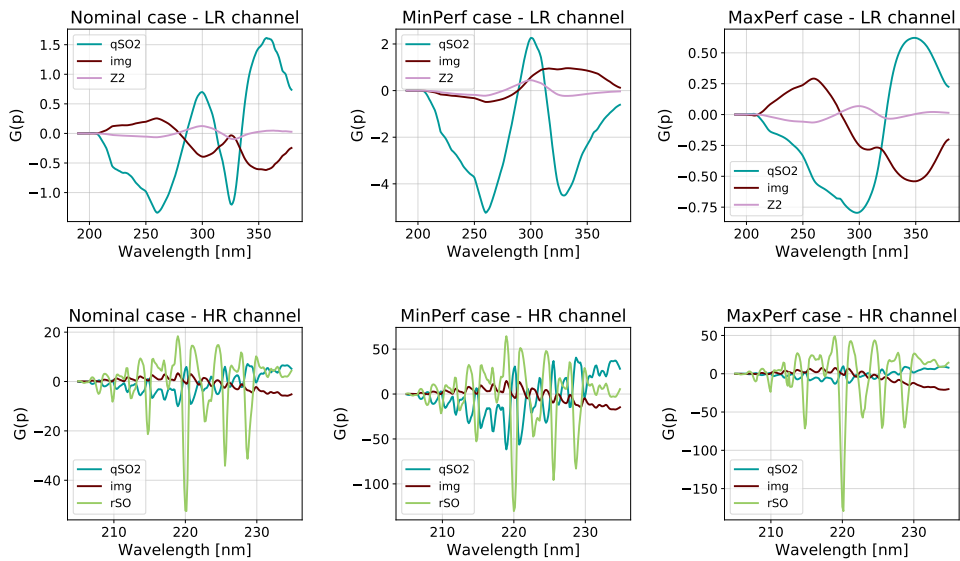 Nominal case - LR channel
G(p)
1.5
1.0
0.5
0.0
−0.5
−1.0
qSO2
img
Z2
200 250 300 350
Wavelength [nm]
MinPerf case - LR channel
2
0
−2
−4
qSO2
img
Z2
200 250 300 350
Wavelength [nm]
MaxPerf case - LR channel
G(p)
0.50
0.25
0.00
−0.25
−0.50
−0.75
qSO2
img
Z2
200 250 300 350
Wavelength [nm]
Nominal case - HR channel
G(p)
20
0
−20
−40
qSO2
img
rSO
210 220 230
Wavelength [nm]
MinPerf case - HR channel
G(p)
50
0
−50
−100
qSO2
img
rSO
210 220 230
Wavelength [nm]
MaxPerf case - HR channel
G(p)
50
0
−50
−100
−150
qSO2
img
rSO
210 220 230
Wavelength [nm]